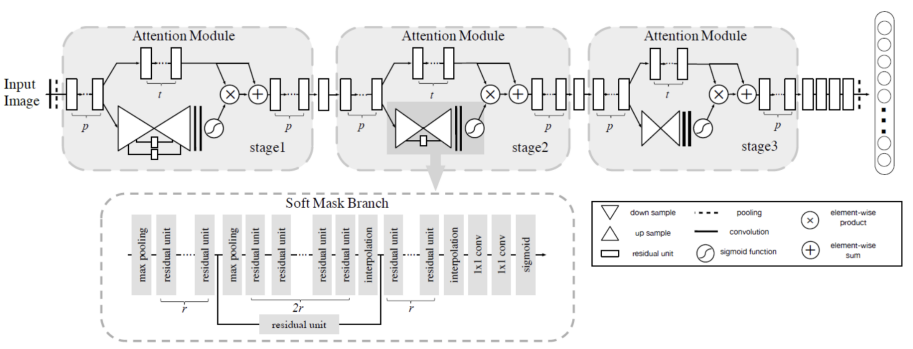 Attention Module
Attention Module
Attention Module
Input
Image
t
t
t
p
p
p
p
p
p
stage1
stage2
stage3
Soft Mask Branch
max pooling
residual unit
residual unit
max pooling
residual unit
residual unit
residual unit
residual unit
interpolation
residual unit
residual unit
interpolation
1x1 conv
1x1 conv
sigmoid
r
2r
r
residual unit
down sample
pooling
element-wise
product
up sample
convolution
residual unit
sigmoid function
element-wise
sum